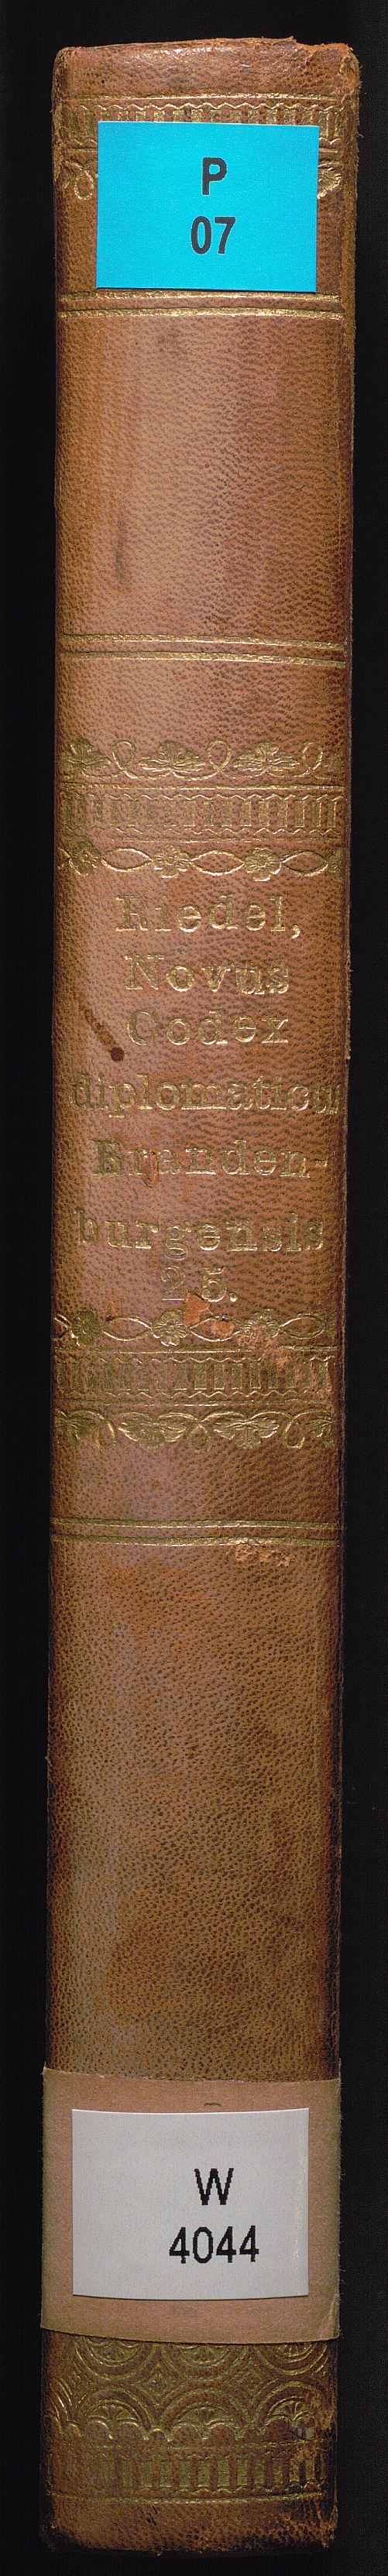 P
07
Riedel,
Novus
Codex
diplomaticus
Branden-
burgensis
25.
W
4044